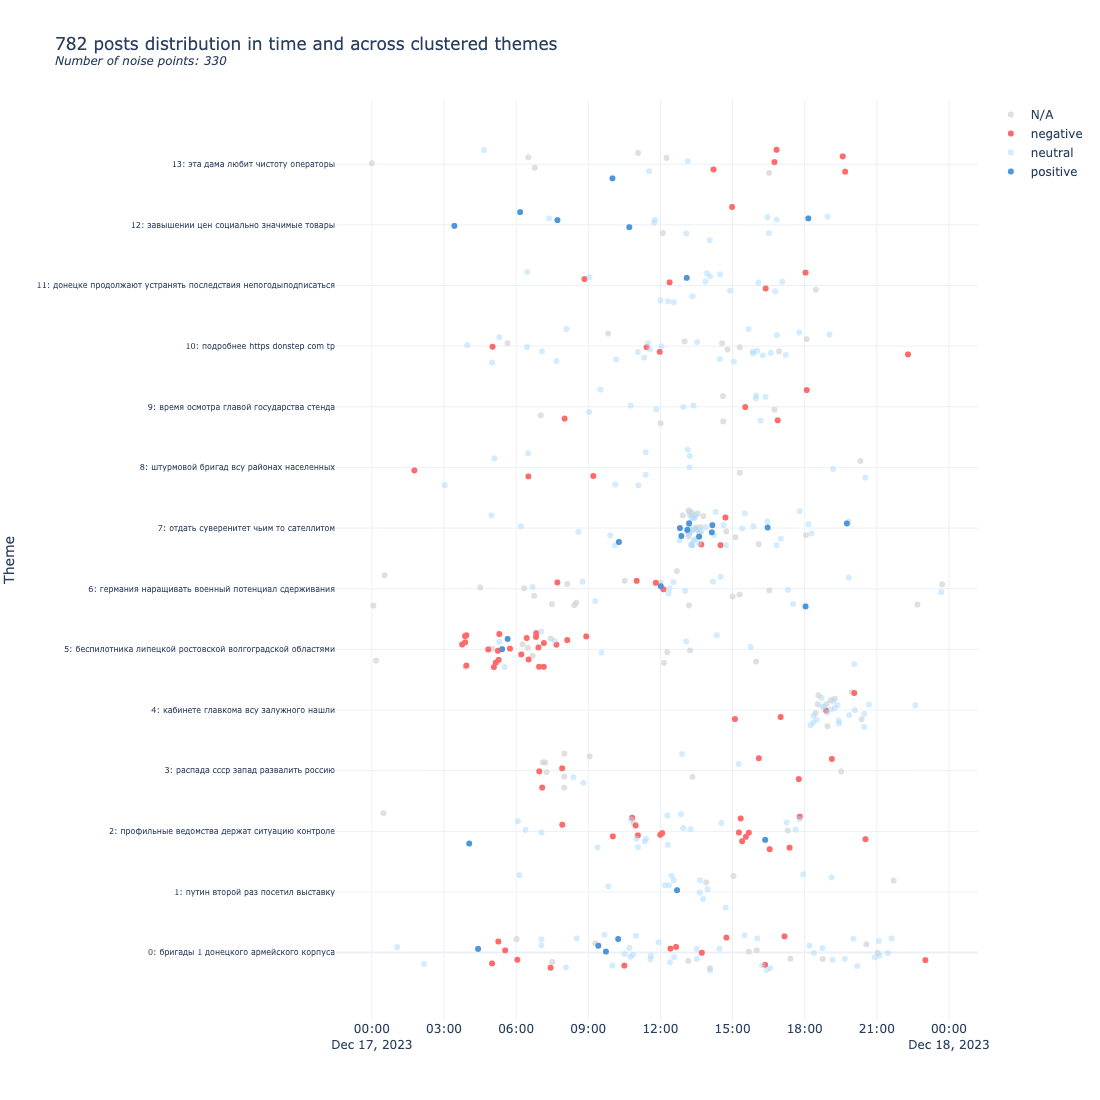 782 posts distribution in time and across clustered themes
Number of noise points: 330
N/A
negative
neutral
positive
13: эта дама любит чистоту операторы
12: завышении цен социально значимые товары
11: донецке продолжают устранять последствия непогодыподписаться
10: подробнее https donstep com tp
9: время осмотра главой государства стенда
8: штурмовой бригад всу районах населенных
7: отдать суверенитет чьим то сателлитом
6: германия наращивать военный потенциал сдерживания
5: беспилотника липецкой ростовской волгоградской областями
4: кабинете главкома всу залужного нашли
3: распада ссср запад развалить россию
2: профильные ведомства держат ситуацию контроле
1: путин второй раз посетил выставку
0: бригады 1 донецкого армейского корпуса
Theme
00:00 03:00 06:00 09:00 12:00 15:00 18:00 21:00 00:00
Dec 17, 2023 Dec 18, 2023